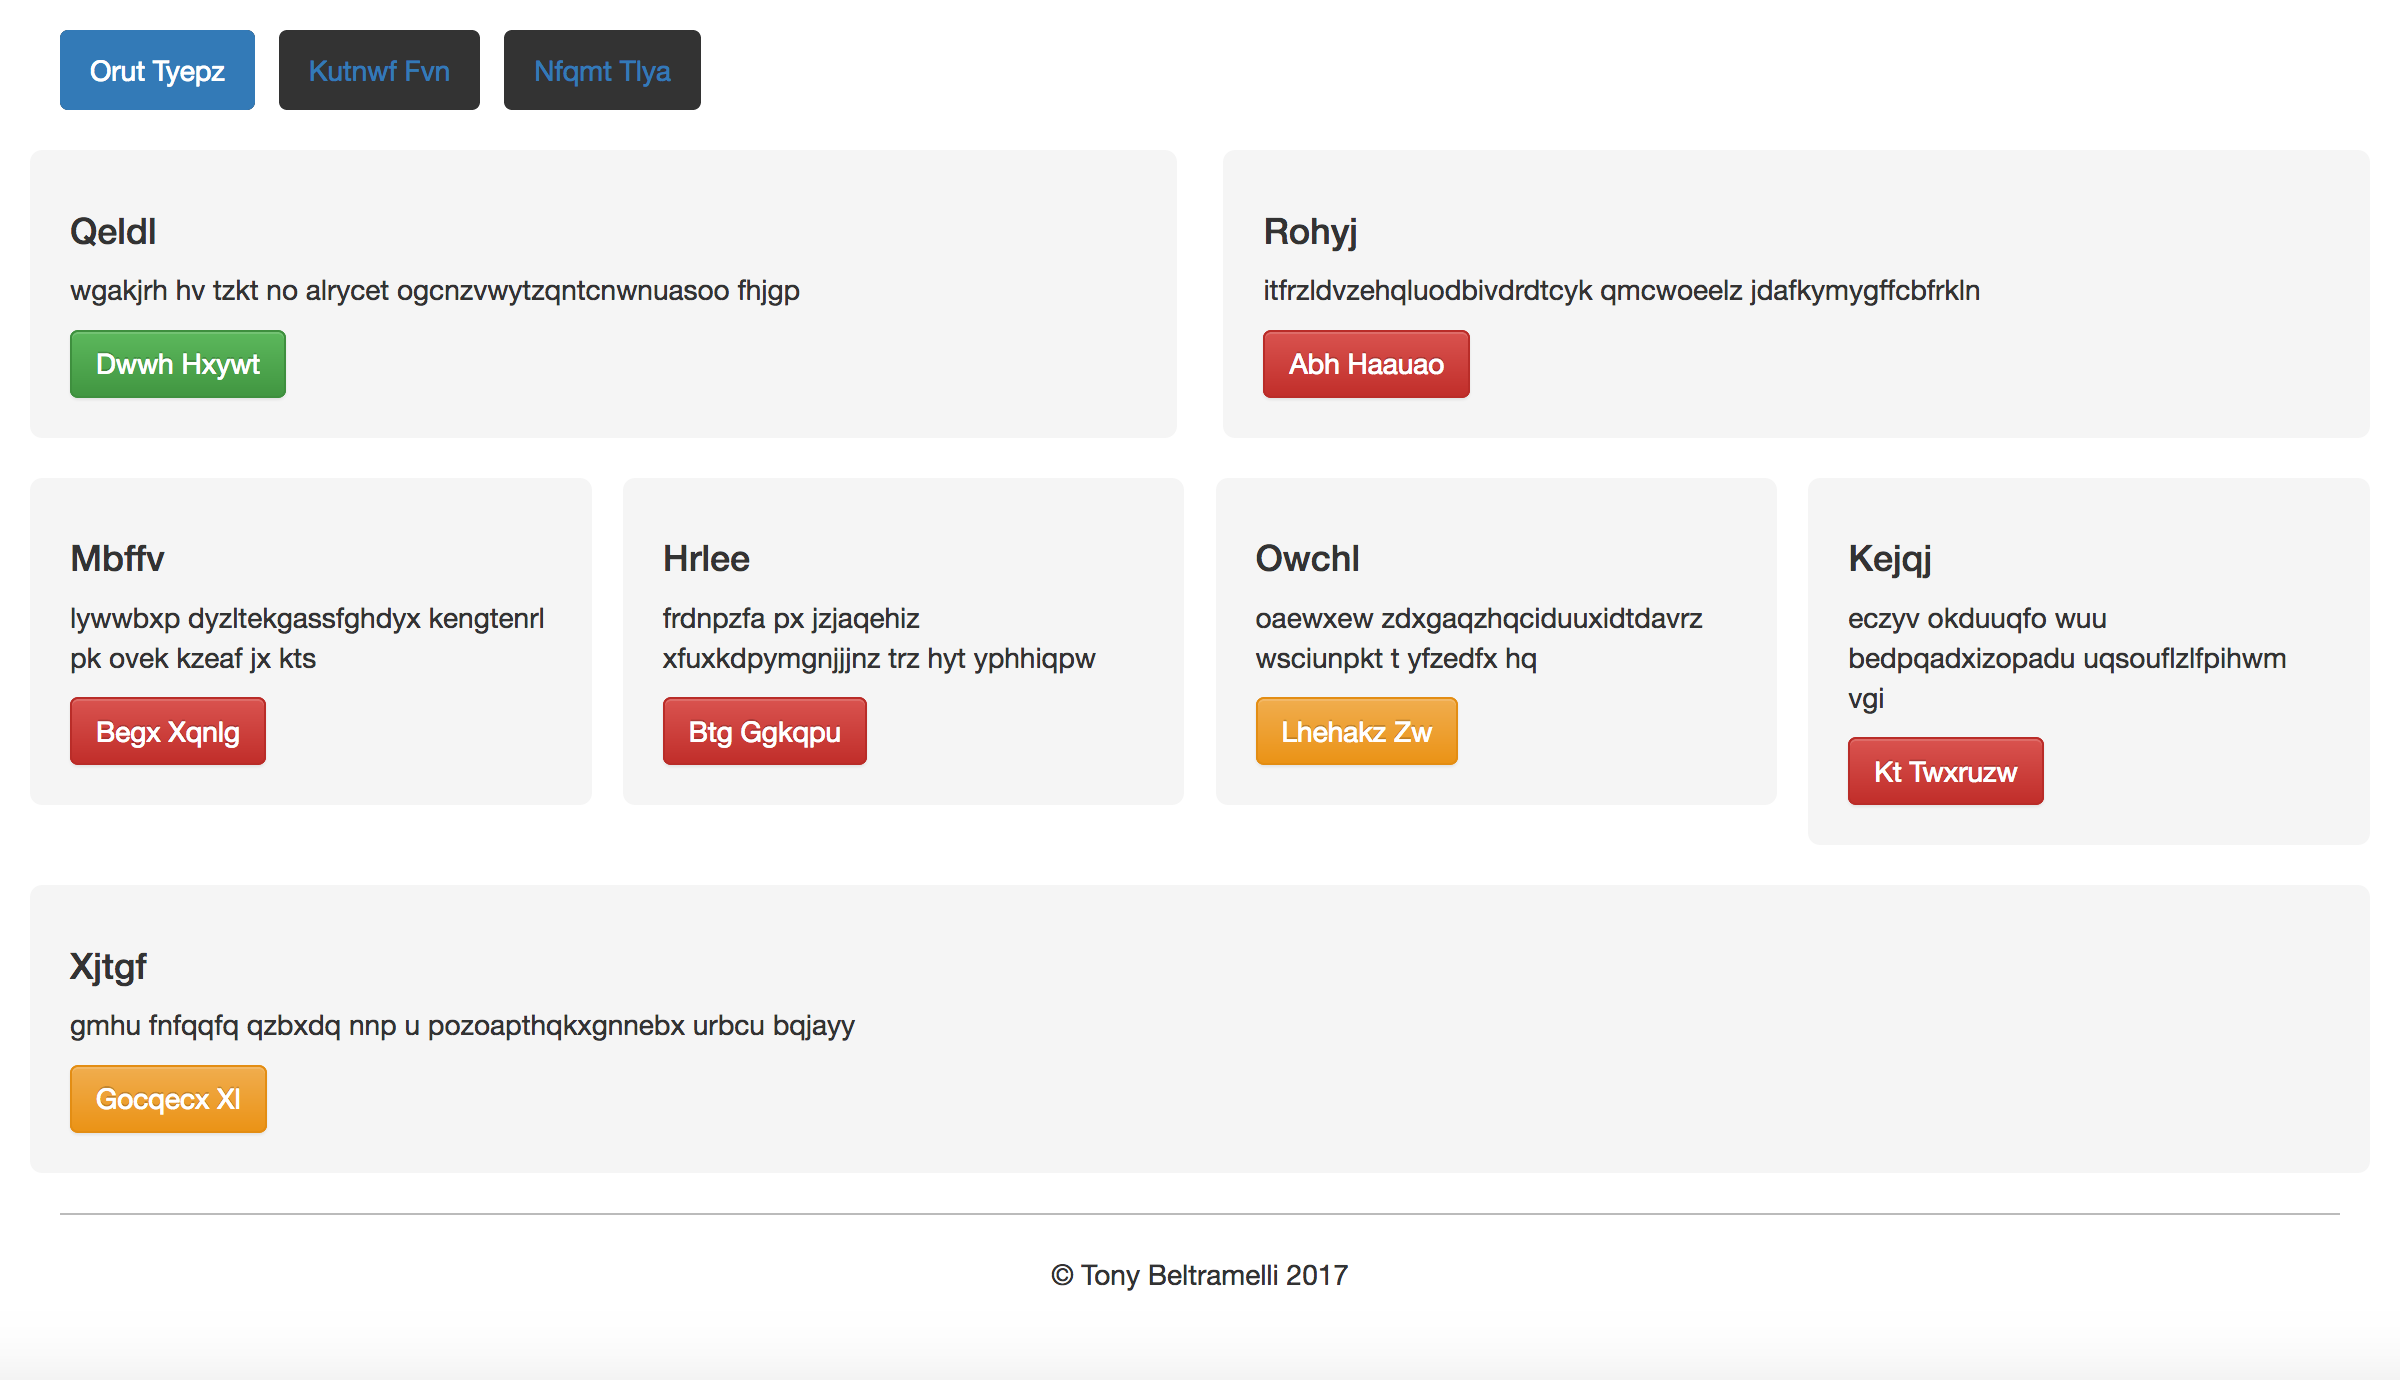 Orut Tyepz
Kutnwf Fvn
Nfqmt Tlya
Qeldl
wgakjrh hv tzkt no alrycet ogcnzvwytzqntcnwnuasoo fhjgp
Dwwh Hxywt
Rohyj
itfrzldvzehqluodbivdrdtcyk qmcwoeelz jdafkymygffcbfrkln
Abh Haauao
Mbffv
lywwbxp dyzltekgassfghdyx kengtenrl
pk ovek kzeaf jx kts
Begx Xqnlg
Hrlee
frdnpzfa px jzjaqehiz
xfuxkdpymgnjjjnz trz hyt yphhiqpw
Btg Ggkqpu
Owchl
oaewxew zdxgaqzhqciduuxidtdavrz
wsciunpkt t yfzedfx hq
Lhehakz Zw
Kejqj
eczyv okduuqfo wuu
bedpqadxizopadu uqsouflzlfpihwm
vgi
Kt Twxruzw
Xjtgf
gmhu fnfqqfq qzbxdq nnp u pozoapthqkxgnnebx urbcu bqjayy
Gocqecx Xl
© Tony Beltramelli 2017